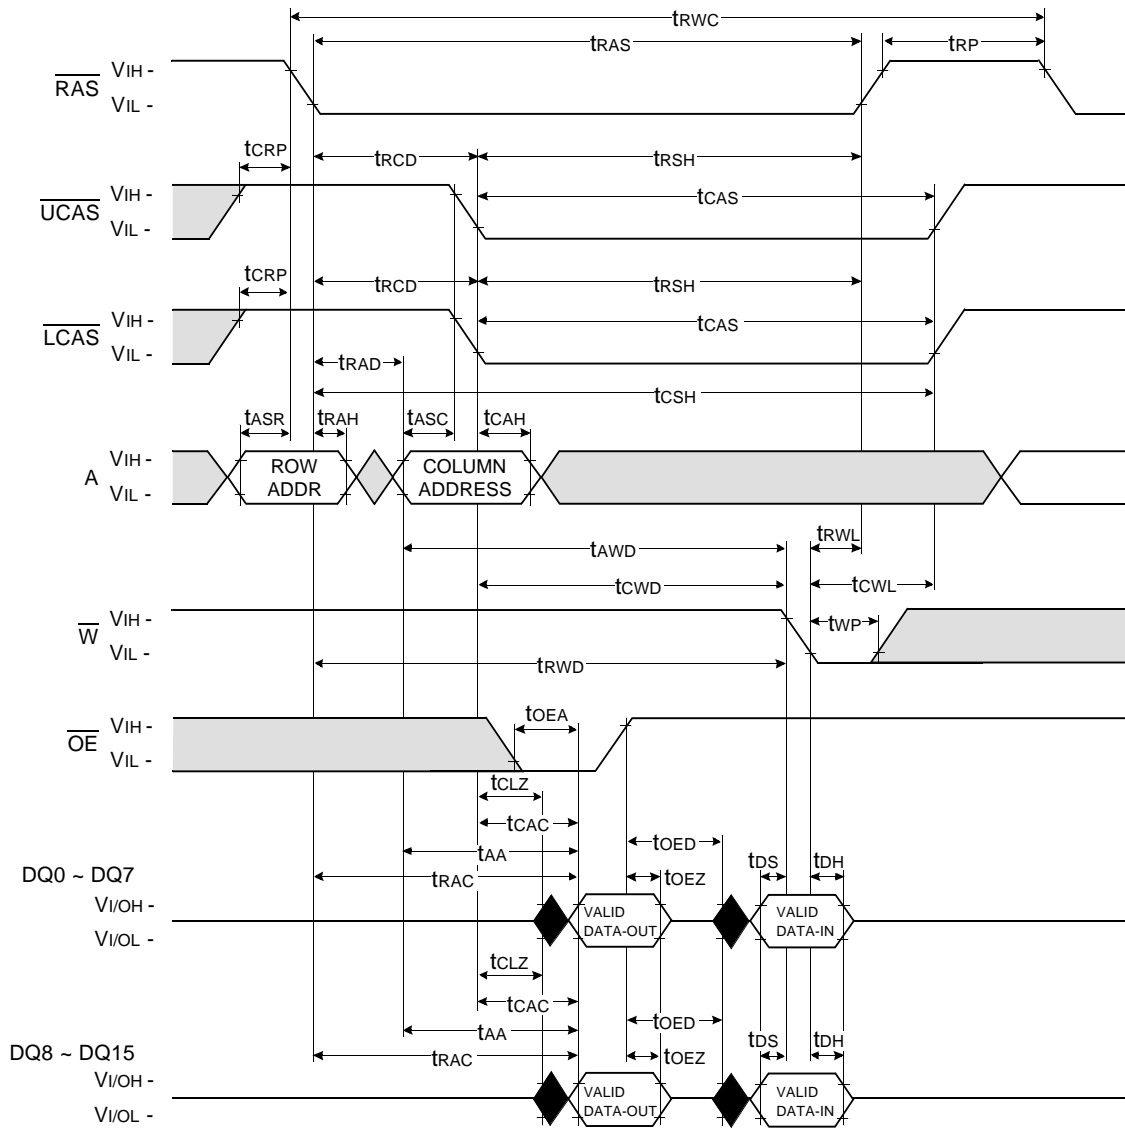 tRWC
tRAS
tRP
RAS
VIH -
VIL -
tCRP
tRCD
tRSH
UCAS
VIH -
VIL -
tCAS
tCRP
tRCD
tRSH
LCAS
VIH -
VIL -
tCAS
tRAD
tCSH
tASR
tRAH
tASC
tCAH
A
VIH -
VIL -
ROW
ADDR
COLUMN
ADDRESS
tAWD
tRWL
tCWD
tCWL
W
VIH -
VIL -
tWP
tRWD
OE
VIH -
VIL -
tOEA
tCLZ
tCAC
tOED
tAA
tRAC
tOEZ
tDS
tDH
DQ0 ~ DQ7
VI/OH -
VI/OL -
VALID
DATA-OUT
VALID
DATA-IN
tCLZ
tCAC
tOED
tAA
tRAC
tOEZ
tDS
tDH
DQ8 ~ DQ15
VI/OH -
VI/OL -
VALID
DATA-OUT
VALID
DATA-IN